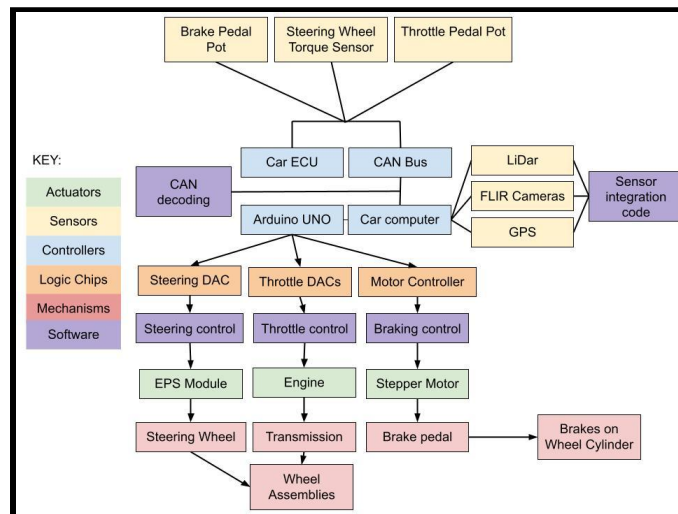 Brake Pedal
Pot
Steering Wheel
Torque Sensor
Throttle Pedal Pot
KEY:
Actuators
Sensors
Controllers
Logic Chips
Mechanisms
Software
Car ECU
CAN Bus
CAN
decoding
LiDar
FLIR Cameras
GPS
Sensor
integration
code
Arduino UNO
Car computer
Steering DAC
Throttle DACs
Motor Controller
Steering control
Throttle control
Braking control
EPS Module
Engine
Stepper Motor
Steering Wheel
Transmission
Brake pedal
Brakes on
Wheel Cylinder
Wheel
Assemblies